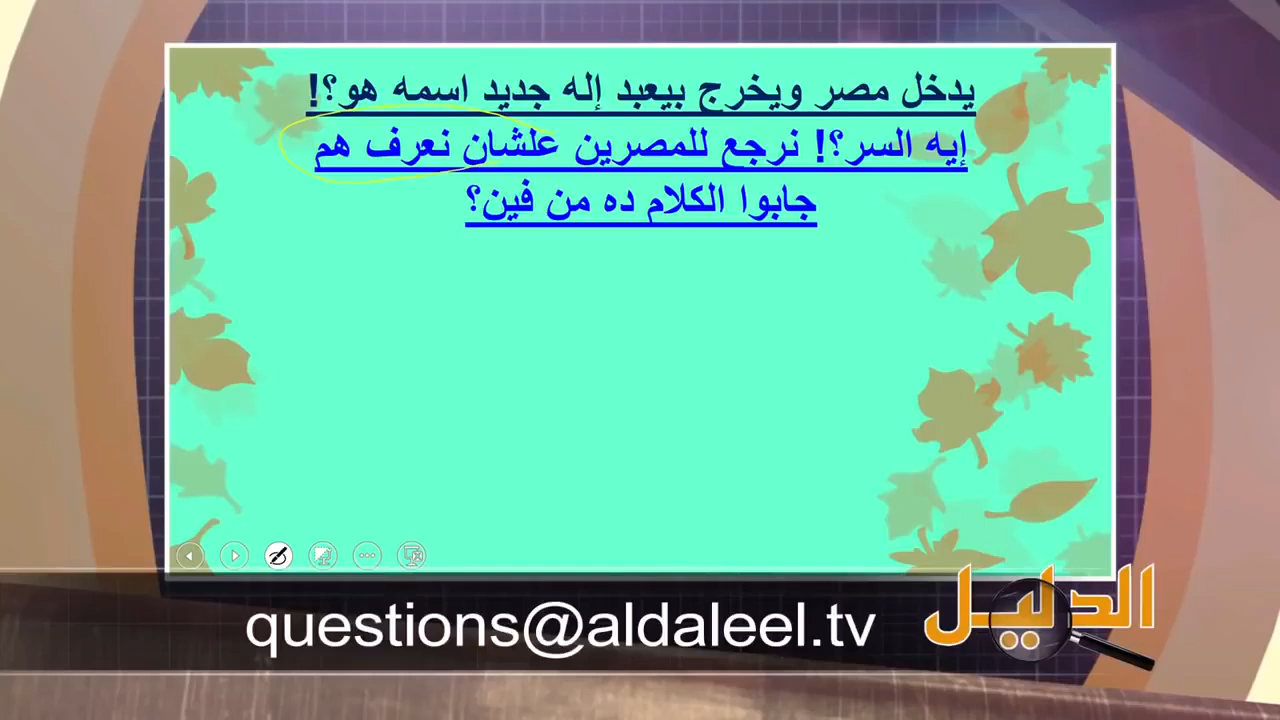 يدخل مصر ويخرج بيعبد إله جديد اسمه هو؟!
إيه السر؟! نرجع للمصرين علشان نعرف هم
جابوا الكلام ده من فين؟
questions@aldaleel.tv
الدليل